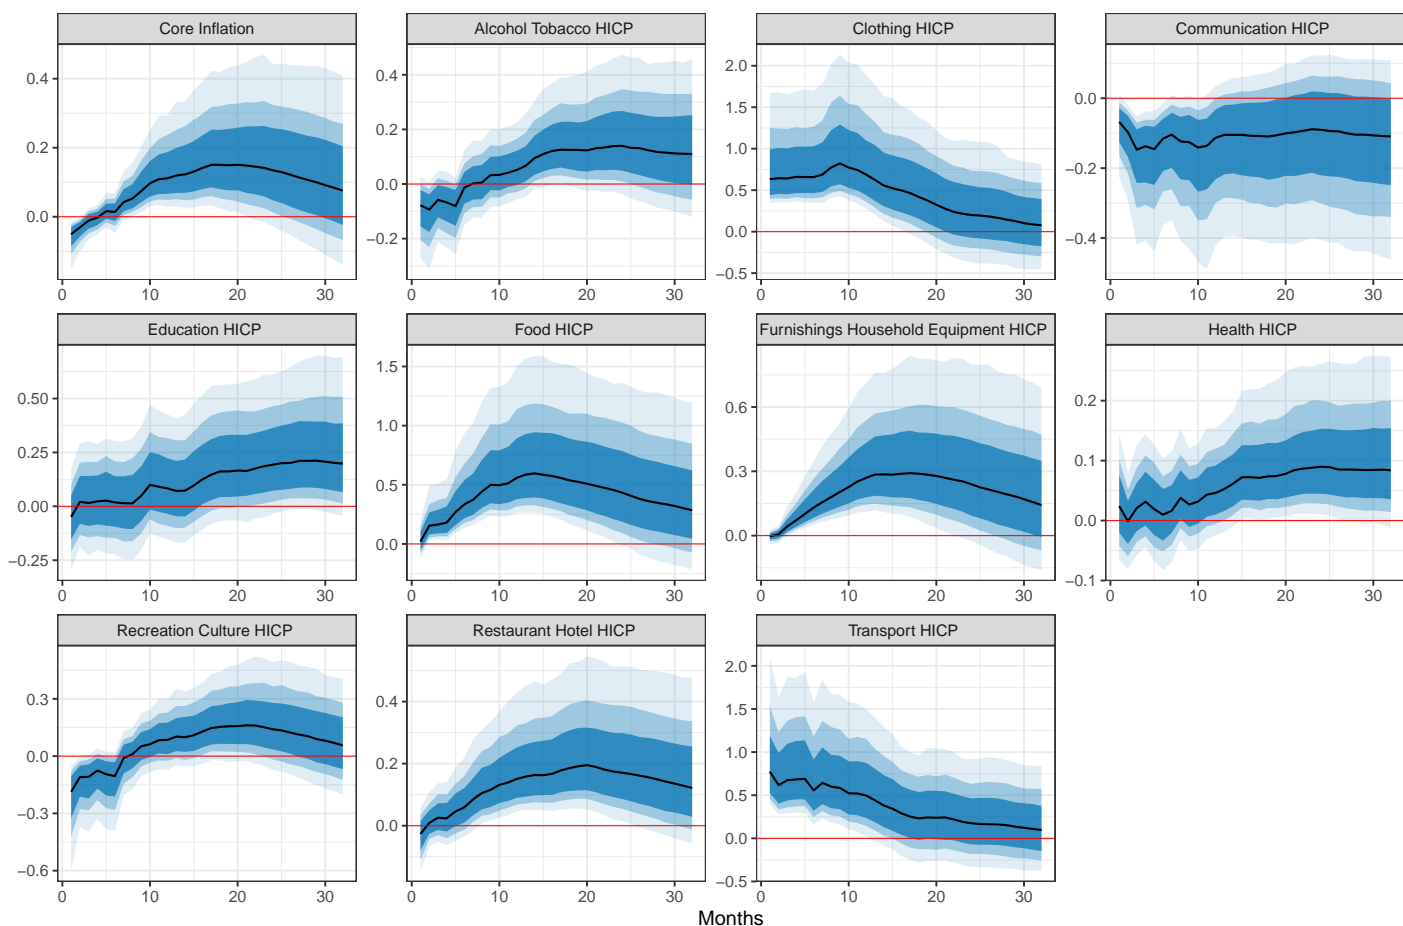 Core Inflation
Alcohol Tobacco HICP
Clothing HICP
Communication HICP
0.4
0.2
0.0
0 10 20 30
0.4
0.2
0.0
−0.2
0 10 20 30
2.0
1.5
1.0
0.5
0.0
−0.5
0 10 20 30
0.0
−0.2
−0.4
0 10 20 30
Education HICP
Food HICP
Furnishings Household Equipment HICP
Health HICP
0.50
0.25
0.00
−0.25
0 10 20 30
1.5
1.0
0.5
0.0
0 10 20 30
0.6
0.3
0.0
0 10 20 30
0.2
0.1
0.0
−0.1
0 10 20 30
Recreation Culture HICP
Restaurant Hotel HICP
Transport HICP
0.3
0.0
−0.3
−0.6
0 10 20 30
0.4
0.2
0.0
0 10 20 30
2.0
1.5
1.0
0.5
0.0
−0.5
0 10 20 30
Months